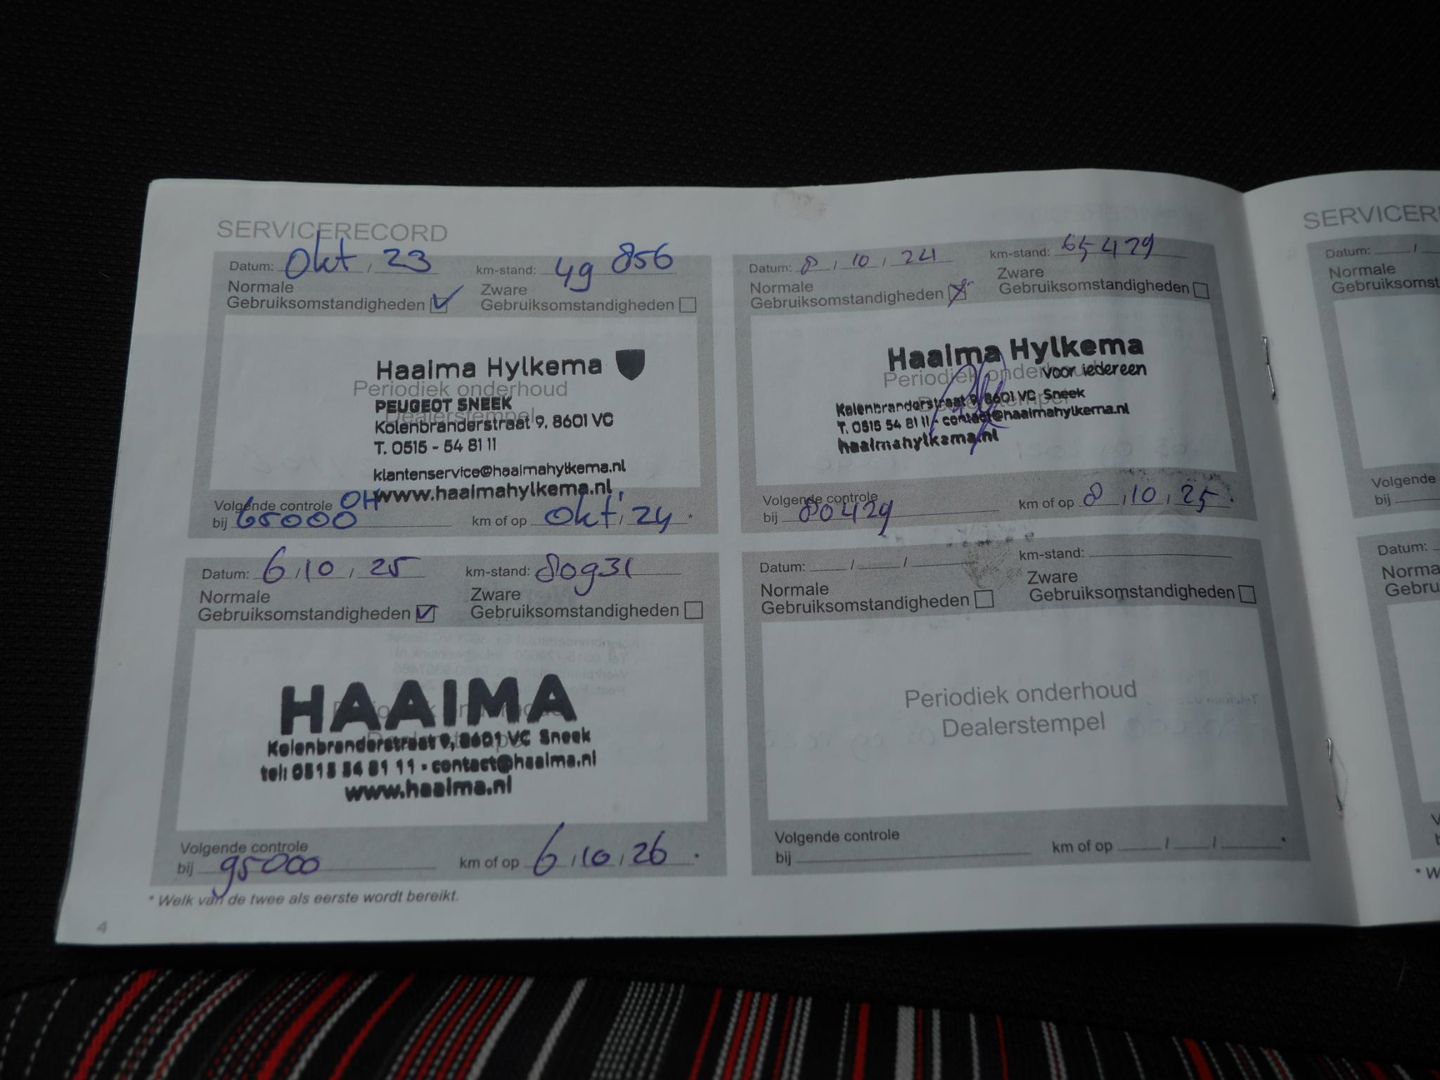 SERVICERECORD
Datum: Okt / 23 km-stand: 49 856
Normale
Gebruiksomstandigheden
Zware
Gebruiksomstandigheden
Haaima Hylkema
Periodiek onderhoud
Dealerstempel
PEUGEOT SNEEK
Kolenbranderstraat 9, 8601 VC
T. 0515 - 54 81 11
klantenservice@haaimahylkema.nl
www.haaimahylkema.nl
Volgende controle OH
bij 65000 km of op okt / 24 *
Datum: 8 / 10 / 24 km-stand: 65429
Normale
Gebruiksomstandigheden
Zware
Gebruiksomstandigheden
Haaima Hylkema
voor iedereen
Periodiek onderhoud
Kolenbranderstraat 9, 8601 VC Sneek
T. 0515 54 81 11 - contact@haaimahylkema.nl
haaimahylkema.nl
Volgende controle
bij 80429 km of op 8 / 10 / 25 *
Datum: 6 / 10 / 25 km-stand: 80931
Normale
Gebruiksomstandigheden
Zware
Gebruiksomstandigheden
HAAIMA
Kolenbranderstraat 9, 8601 VC Sneek
tel: 0515 54 81 11 - contact@haaima.nl
www.haaima.nl
Volgende controle
bij 95000 km of op 6 / 10 / 26 *
Datum: / / km-stand:
Normale
Gebruiksomstandigheden
Zware
Gebruiksomstandigheden
Periodiek onderhoud
Dealerstempel
Volgende controle
bij km of op / / *
* Welk van de twee als eerste wordt bereikt.
4
Datum: /
Normale
Volgende
bij
Datum: